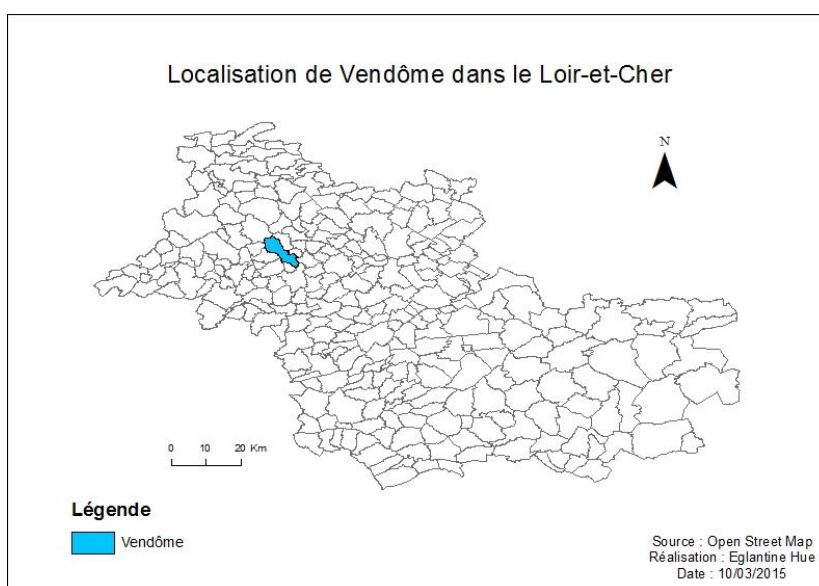 Localisation de Vendôme dans le Loir-et-Cher
N
0 10 20 Km
Légende
Vendôme
Source : Open Street Map
Réalisation : Eglantine Hue
Date : 10/03/2015